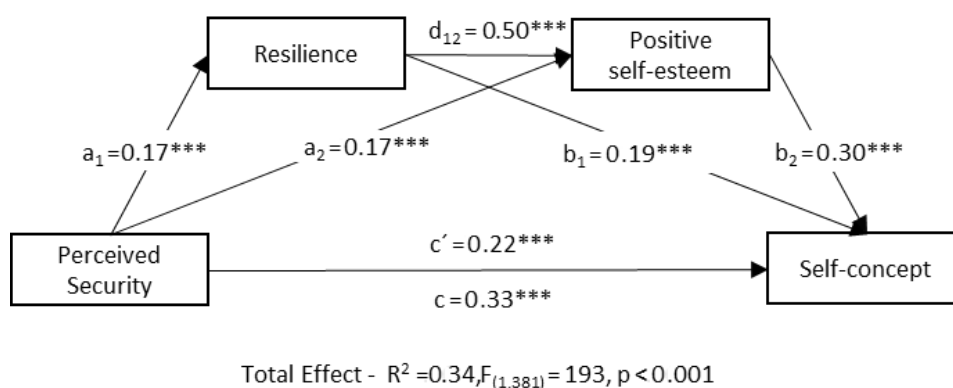 d₁₂ = 0.50***
Resilience
Positive
self-esteem
a₁ = 0.17***
a₂ = 0.17***
b₁ = 0.19***
b₂ = 0.30***
Perceived
Security
c´ = 0.22***
c = 0.33***
Self-concept
Total Effect - R² =0.34,F₍₁,₃₈₁₎ = 193, p < 0.001